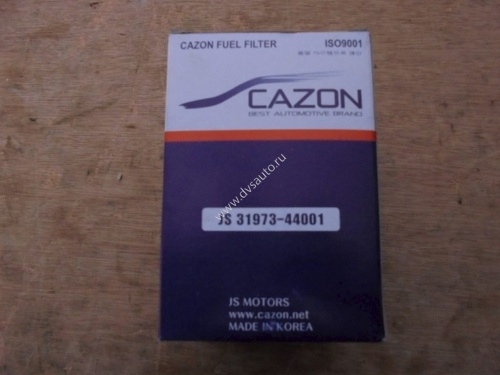 CAZON FUEL FILTER ISO9001
CAZON
BEST AUTOMOTIVE BRAND
www.dvsauto.ru
JS 31973-44001
JS MOTORS
www.cazon.net
MADE IN KOREA